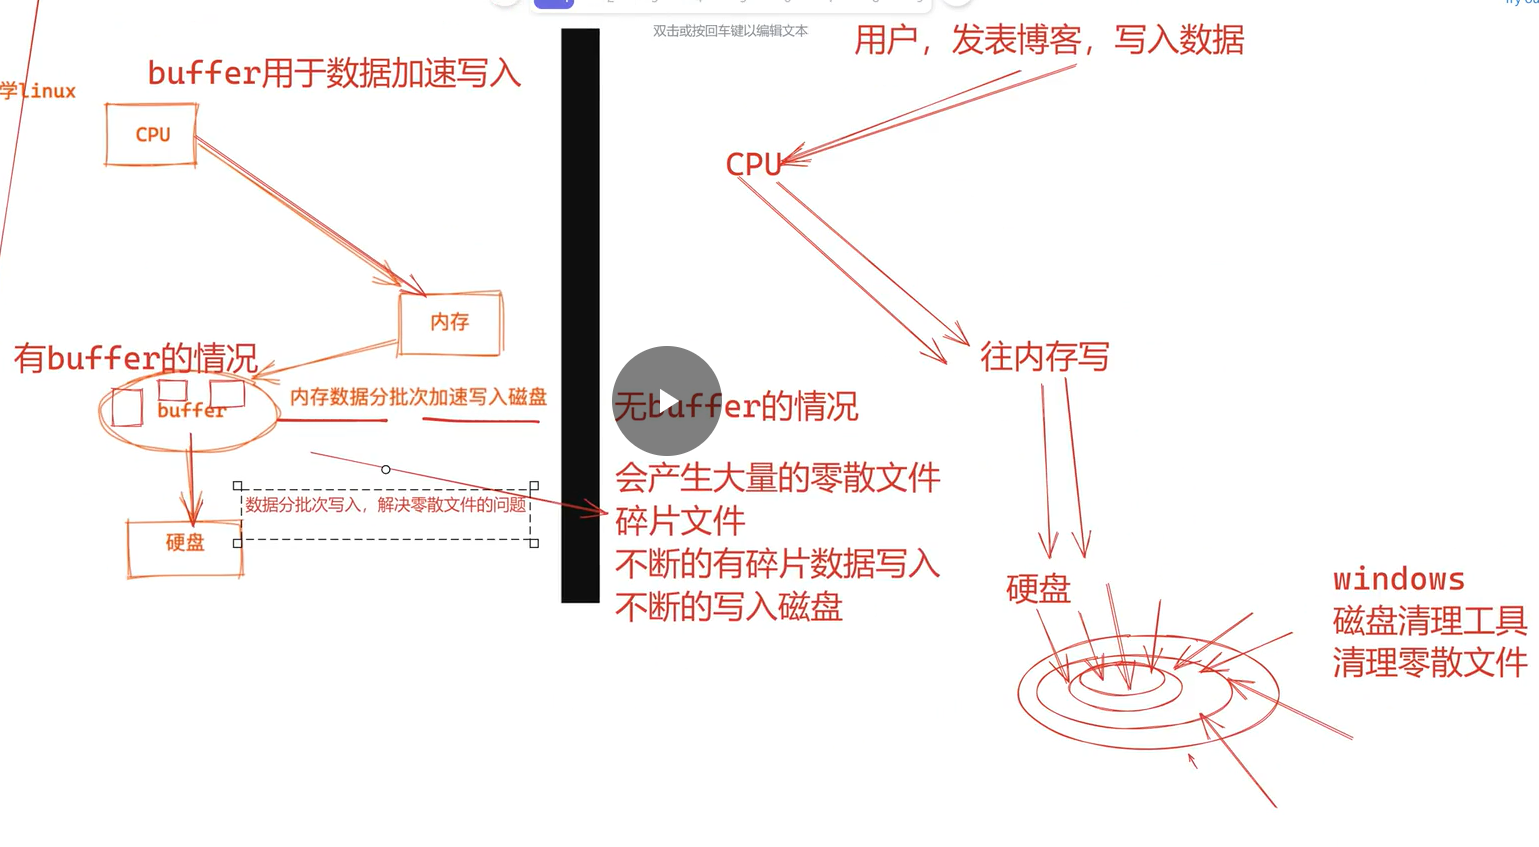 双击或按回车键以编辑文本
用户，发表博客，写入数据
buffer用于数据加速写入
学linux
CPU
CPU
内存
往内存写
有buffer的情况
buffer
内存数据分批次加速写入磁盘
无buffer的情况
会产生大量的零散文件
碎片文件
不断的有碎片数据写入
不断的写入磁盘
数据分批次写入，解决零散文件的问题
硬盘
硬盘
windows
磁盘清理工具
清理零散文件